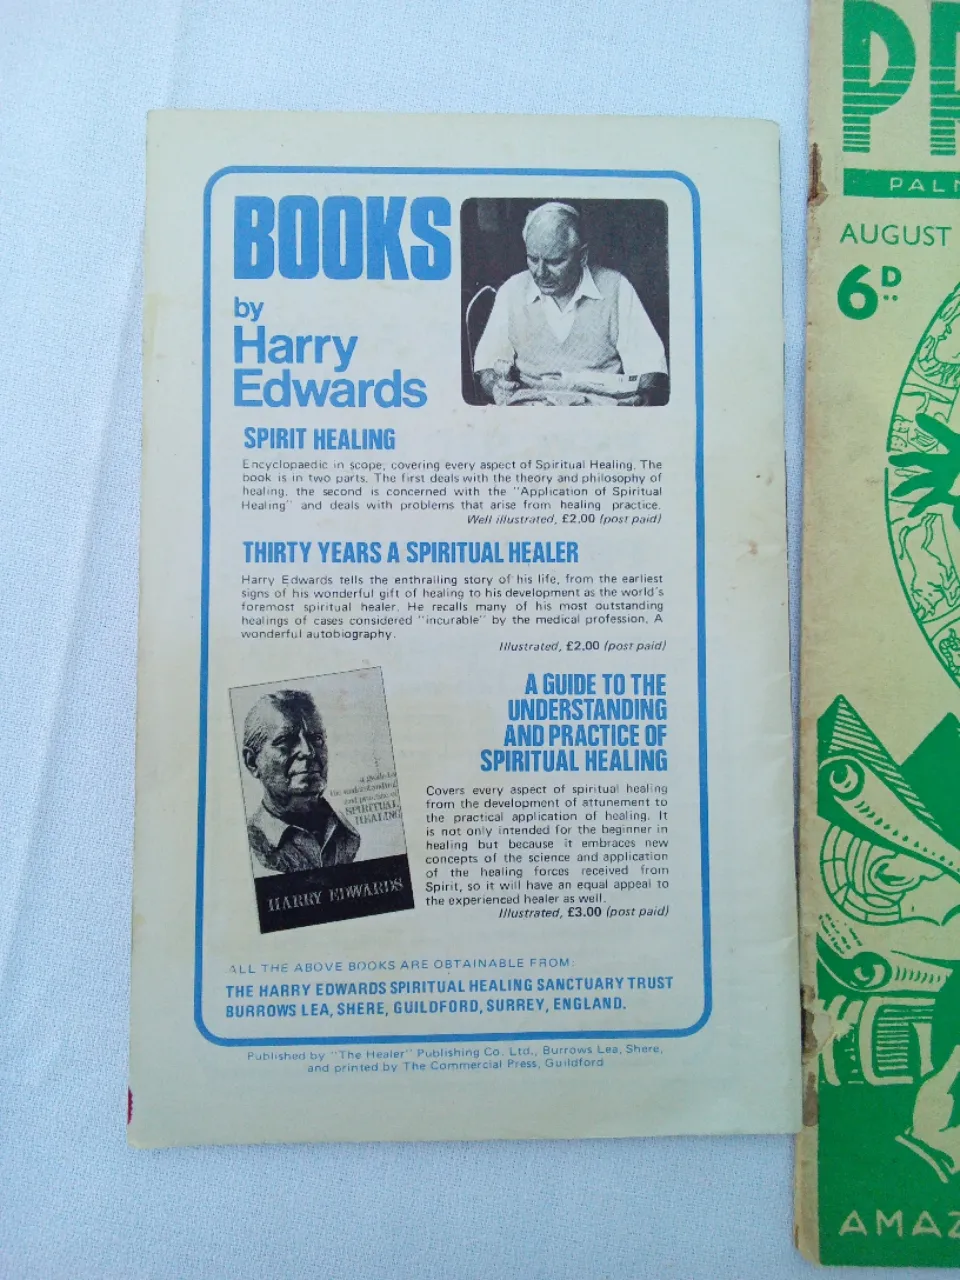 BOOKS
by
Harry
Edwards
SPIRIT HEALING
Encyclopaedic in scope, covering every aspect of Spiritual Healing. The
book is in two parts. The first deals with the theory and philosophy of
healing, the second is concerned with the "Application of Spiritual
Healing" and deals with problems that arise from healing practice.
Well illustrated, £2.00 (post paid)
THIRTY YEARS A SPIRITUAL HEALER
Harry Edwards tells the enthralling story of his life, from the earliest
signs of his wonderful gift of healing to his development as the world's
foremost spiritual healer. He recalls many of his most outstanding
healings of cases considered "incurable" by the medical profession. A
wonderful autobiography.
Illustrated, £2.00 (post paid)
a guide to
the understanding
and practice of
SPIRITUAL
HEALING
HARRY EDWARDS
A GUIDE TO THE
UNDERSTANDING
AND PRACTICE OF
SPIRITUAL HEALING
Covers every aspect of spiritual healing
from the development of attunement to
the practical application of healing. It
is not only intended for the beginner in
healing but because it embraces new
concepts of the science and application
of the healing forces received from
Spirit, so it will have an equal appeal to
the experienced healer as well.
Illustrated, £3.00 (post paid)
ALL THE ABOVE BOOKS ARE OBTAINABLE FROM:
THE HARRY EDWARDS SPIRITUAL HEALING SANCTUARY TRUST
BURROWS LEA, SHERE, GUILDFORD, SURREY, ENGLAND.
Published by "The Healer" Publishing Co. Ltd., Burrows Lea, Shere,
and printed by The Commercial Press, Guildford
PALM
AUGUST
6D
AMAZ